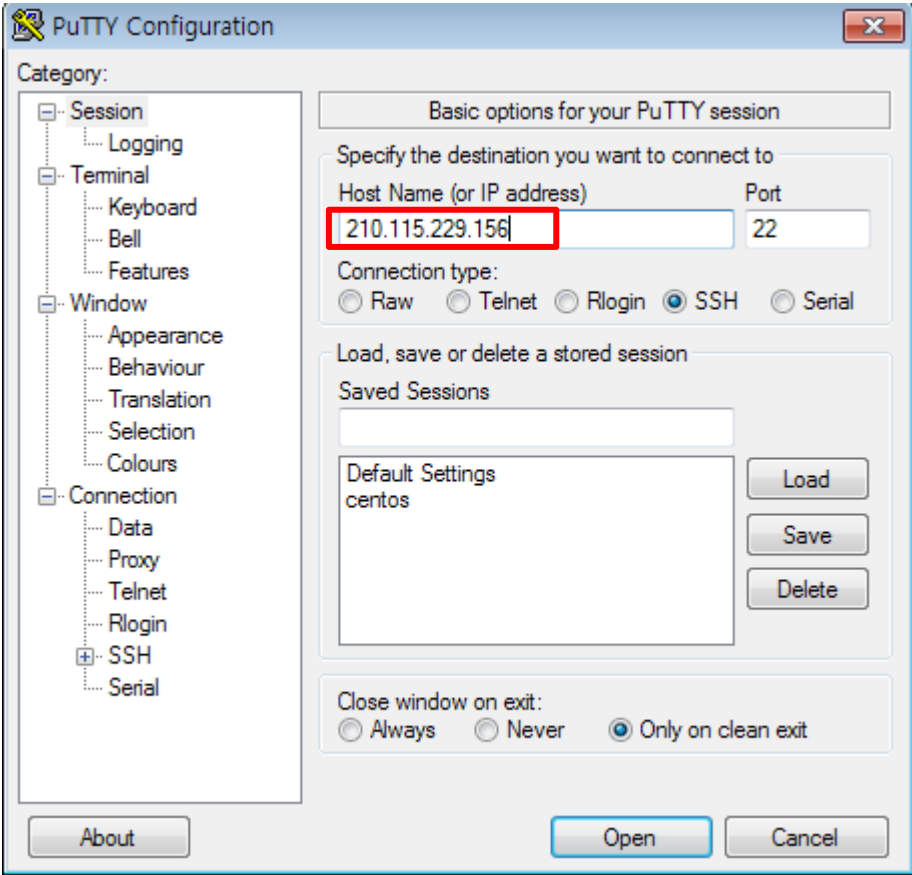 PuTTY Configuration
Category:
Session
Logging
Terminal
Keyboard
Bell
Features
Window
Appearance
Behaviour
Translation
Selection
Colours
Connection
Data
Proxy
Telnet
Rlogin
SSH
Serial
Basic options for your PuTTY session
Specify the destination you want to connect to
Host Name (or IP address) Port
210.115.229.156 22
Connection type:
Raw Telnet Rlogin SSH Serial
Load, save or delete a stored session
Saved Sessions
Default Settings
centos
Load
Save
Delete
Close window on exit:
Always Never Only on clean exit
About Open Cancel